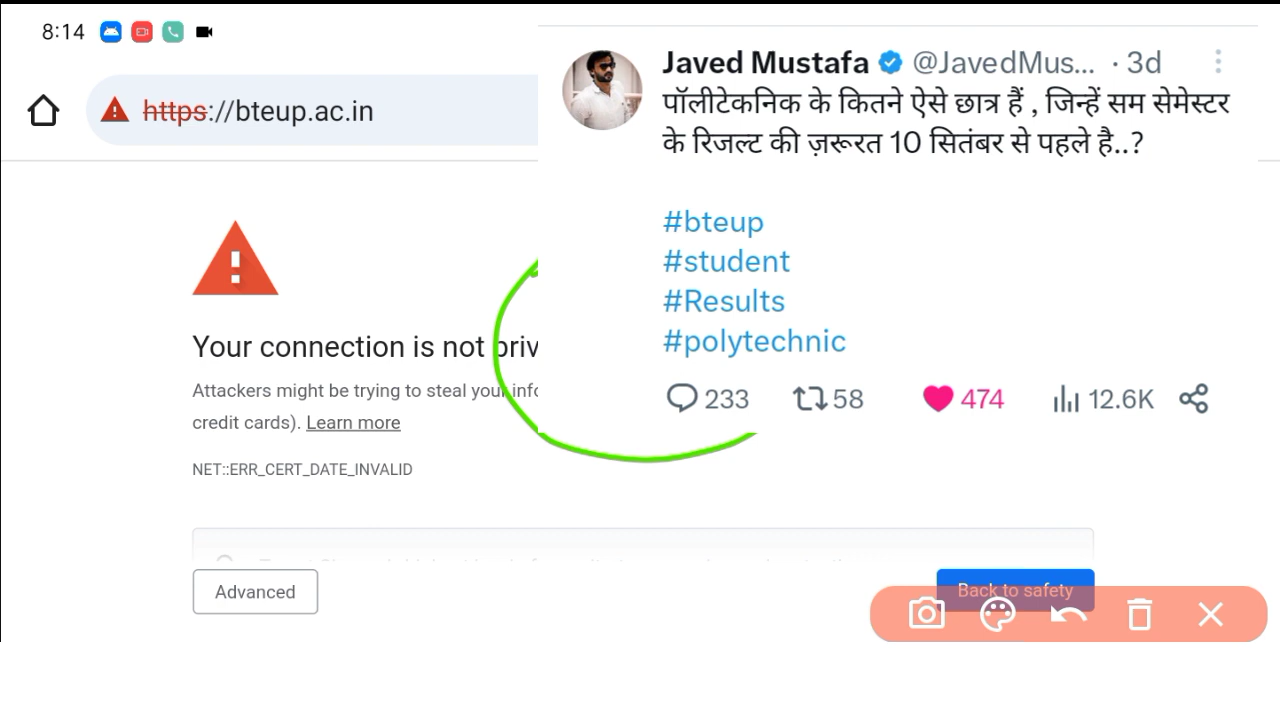 8:14
https://bteup.ac.in
Your connection is not priv
Attackers might be trying to steal your info
credit cards). Learn more
NET::ERR_CERT_DATE_INVALID
Advanced
Back to safety
Javed Mustafa @JavedMus... · 3d
पॉलीटेकनिक के कितने ऐसे छात्र हैं , जिन्हें सम सेमेस्टर
के रिजल्ट की ज़रूरत 10 सितंबर से पहले है..?
#bteup
#student
#Results
#polytechnic
233 58 474 12.6K